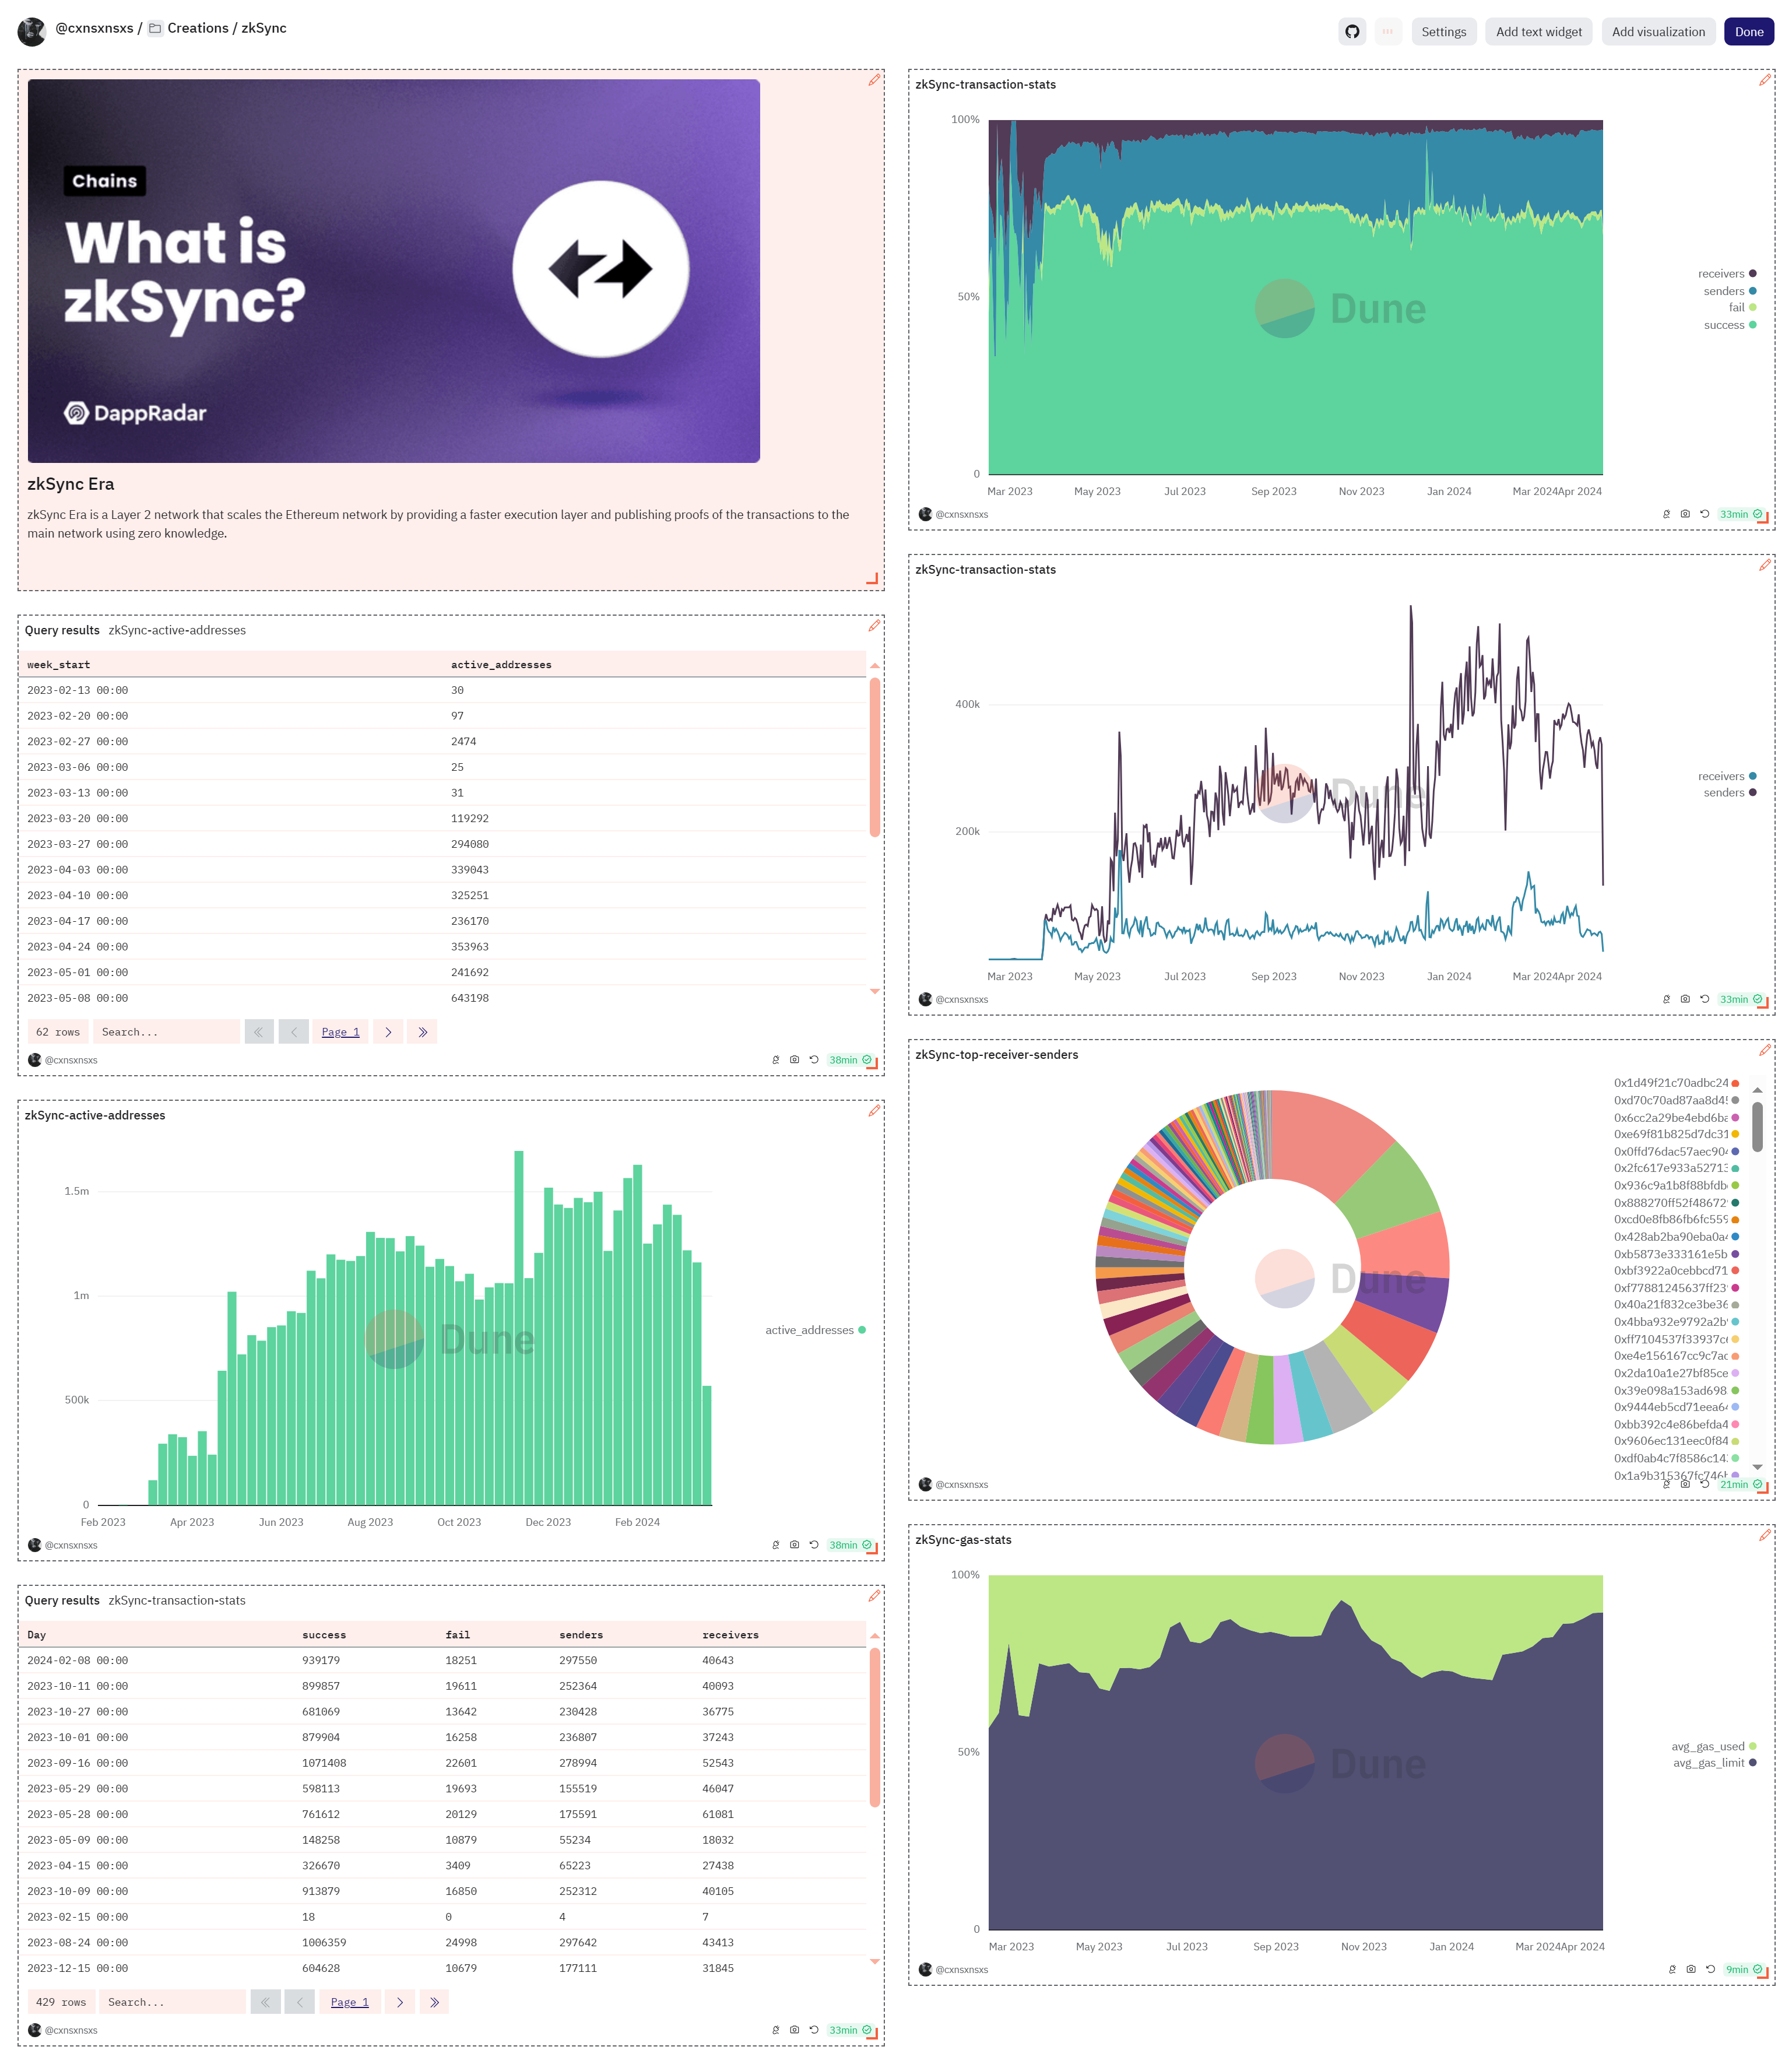 @cxnsxnsxs / Creations / zkSync
Settings
Add text widget
Add visualization
Done
Chains
What is
zkSync?
DappRadar
zkSync Era
zkSync Era is a Layer 2 network that scales the Ethereum network by providing a faster execution layer and publishing proofs of the transactions to the
main network using zero knowledge.
Query results zkSync-active-addresses
week_start active_addresses
2023-02-13 00:00 30
2023-02-20 00:00 97
2023-02-27 00:00 2474
2023-03-06 00:00 25
2023-03-13 00:00 31
2023-03-20 00:00 119292
2023-03-27 00:00 294080
2023-04-03 00:00 339043
2023-04-10 00:00 325251
2023-04-17 00:00 236170
2023-04-24 00:00 353963
2023-05-01 00:00 241692
2023-05-08 00:00 643198
62 rows Search... Page 1
@cxnsxnsxs 38min
zkSync-active-addresses
1.5m
1m
500k
0
Dune
active_addresses
Feb 2023 Apr 2023 Jun 2023 Aug 2023 Oct 2023 Dec 2023 Feb 2024
@cxnsxnsxs 38min
Query results zkSync-transaction-stats
Day success fail senders receivers
2024-02-08 00:00 939179 18251 297550 40643
2023-10-11 00:00 899857 19611 252364 40093
2023-10-27 00:00 681069 13642 230428 36775
2023-10-01 00:00 879904 16258 236807 37243
2023-09-16 00:00 1071408 22601 278994 52543
2023-05-29 00:00 598113 19693 155519 46047
2023-05-28 00:00 761612 20129 175591 61081
2023-05-09 00:00 148258 10879 55234 18032
2023-04-15 00:00 326670 3409 65223 27438
2023-10-09 00:00 913879 16850 252312 40105
2023-02-15 00:00 18 0 4 7
2023-08-24 00:00 1006359 24998 297642 43413
2023-12-15 00:00 604628 10679 177111 31845
429 rows Search... Page 1
@cxnsxnsxs 33min
zkSync-transaction-stats
100%
50%
0
Dune
receivers
senders
fail
success
Mar 2023 May 2023 Jul 2023 Sep 2023 Nov 2023 Jan 2024 Mar 2024 Apr 2024
@cxnsxnsxs 33min
zkSync-transaction-stats
400k
200k
Dune
receivers
senders
Mar 2023 May 2023 Jul 2023 Sep 2023 Nov 2023 Jan 2024 Mar 2024 Apr 2024
@cxnsxnsxs 33min
zkSync-top-receiver-senders
Dune
0x1d49f21c70adbc24
0xd70c70ad87aa8d45
0x6cc2a29be4ebd6ba
0xe69f81b825d7dc31
0x0ffd76dac57aec904
0x2fc617e933a52713
0x936c9a1b8f88bfdb
0x888270ff52f48672
0xcd0e8fb86fb6fc559
0x428ab2ba90eba0a4
0xb5873e333161e5b
0xbf3922a0cebbcd71
0xf77881245637ff23
0x40a21f832ce3be36
0x4bba932e9792a2b
0xff7104537f33937c
0xe4e156167cc9c7ac
0x2da10a1e27bf85ce
0x39e098a153ad698
0x9444eb5cd71eea64
0xbb392c4e86befda4
0x9606ec131eec0f84
0xdf0ab4c7f8586c14
0x1a9b315367fc746
@cxnsxnsxs 21min
zkSync-gas-stats
100%
50%
0
Dune
avg_gas_used
avg_gas_limit
Mar 2023 May 2023 Jul 2023 Sep 2023 Nov 2023 Jan 2024 Mar 2024 Apr 2024
@cxnsxnsxs 9min